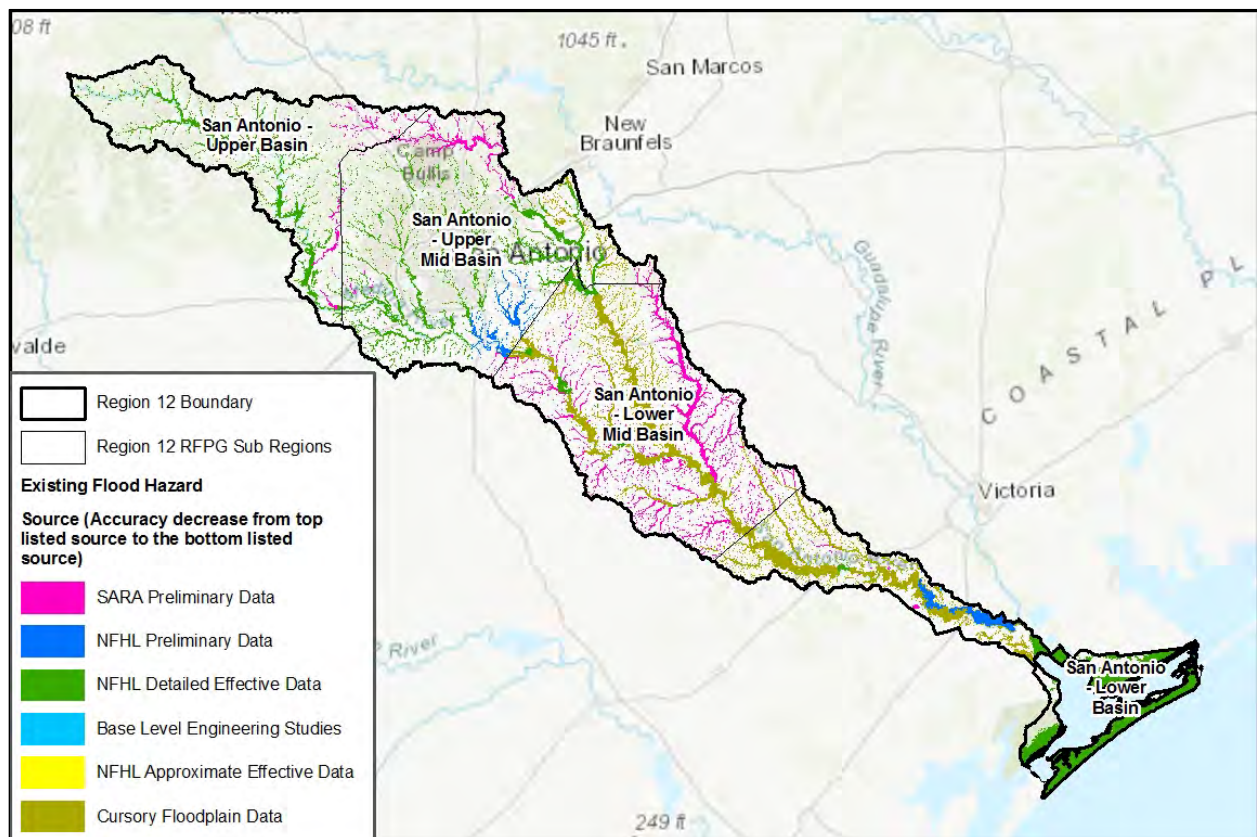 08 ft
1045 ft
San Marcos
New
Braunfels
San Antonio -
Upper Basin
Camp
Bullis
San Antonio
- Upper
Mid Basin
Antonio
Guadalupe River
COASTAL PL
valde
San Antonio
- Lower
Mid Basin
Victoria
San Antonio
- Lower
Basin
River
249 ft
Region 12 Boundary
Region 12 RFPG Sub Regions
Existing Flood Hazard
Source (Accuracy decrease from top
listed source to the bottom listed
source)
SARA Preliminary Data
NFHL Preliminary Data
NFHL Detailed Effective Data
Base Level Engineering Studies
NFHL Approximate Effective Data
Cursory Floodplain Data